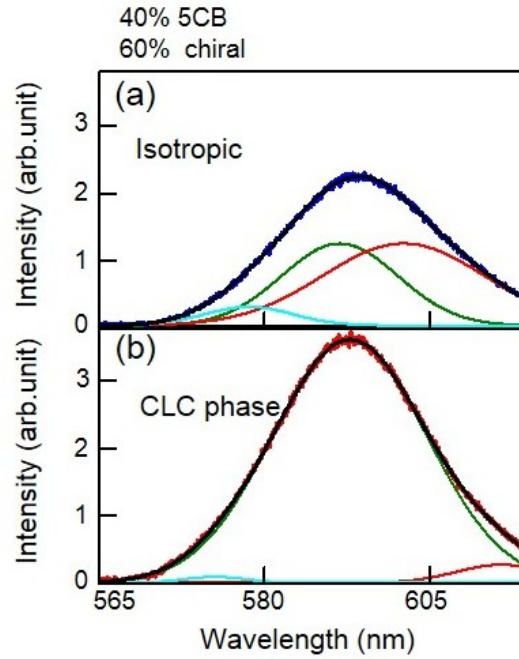 40% 5CB
60% chiral
(a)
Isotropic
Intensity (arb.unit)
3
2
1
0
(b)
CLC phase
Intensity (arb.unit)
3
2
1
0
565 580 605
Wavelength (nm)